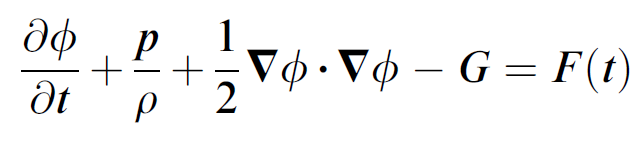 ∂ϕ/∂t + p/ρ + 1/2 ∇ϕ · ∇ϕ − G = F(t)